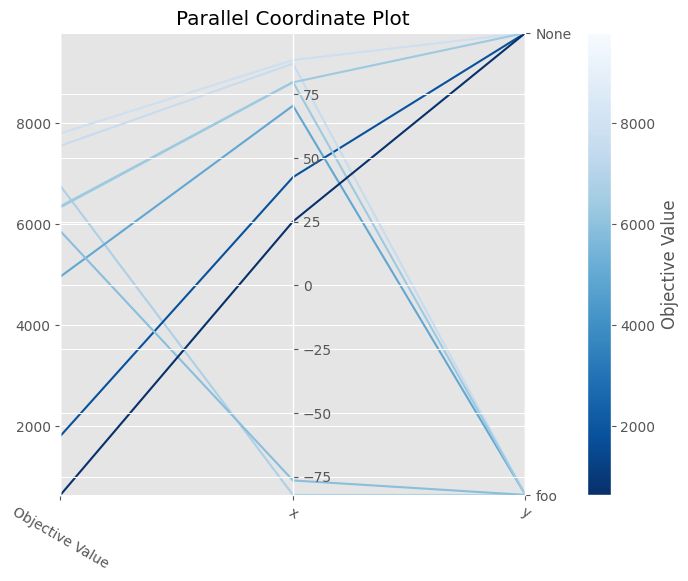 Parallel Coordinate Plot
8000
6000
4000
2000
75
50
25
0
−25
−50
−75
None
foo
Objective Value
x
y
8000
6000
4000
2000
Objective Value